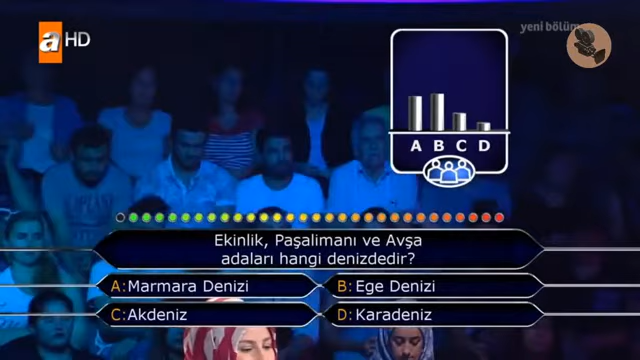 a HD
yeni bölüm
A B C D
Ekinlik, Paşalimanı ve Avşa
adaları hangi denizdedir?
A: Marmara Denizi
B: Ege Denizi
C: Akdeniz
D: Karadeniz